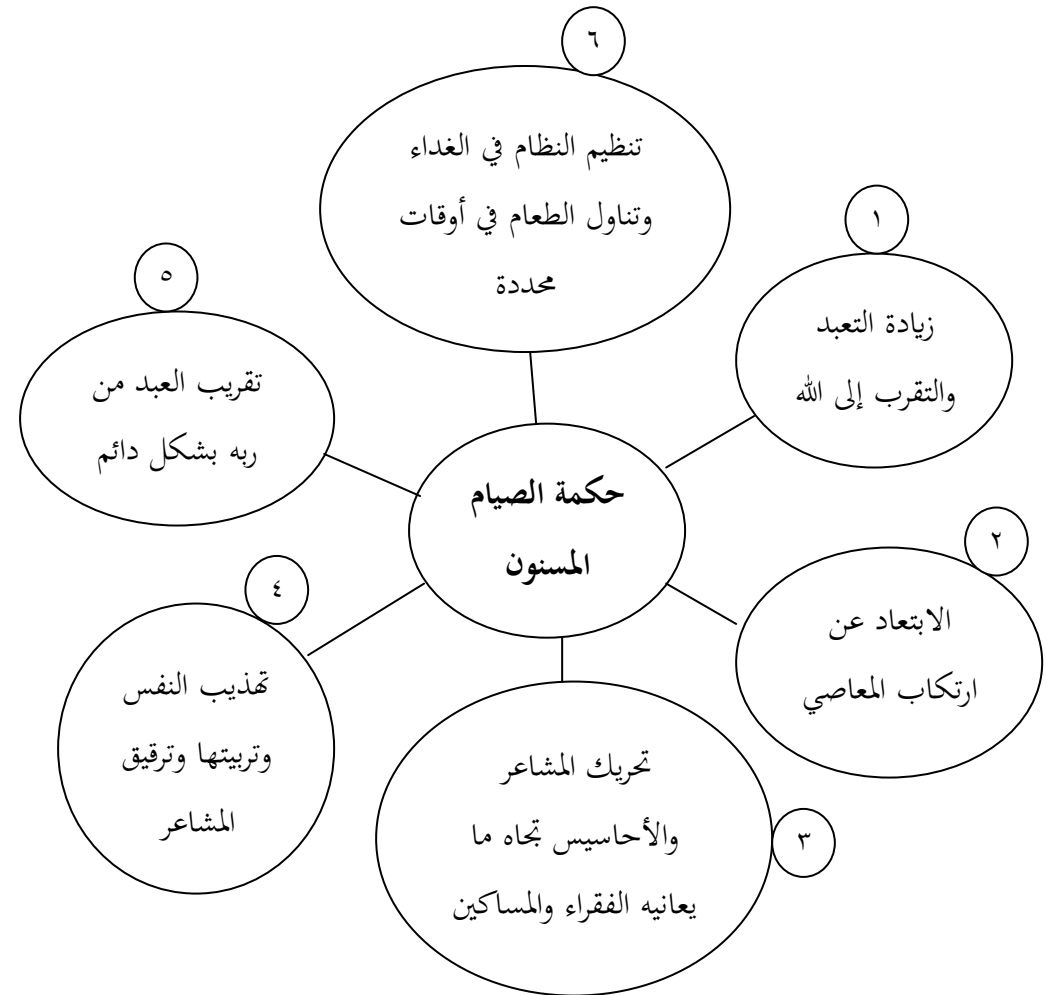 حكمة الصيام
المسنون
١
زيادة التعبد
والتقرب إلى الله
٢
الابتعاد عن
ارتكاب المعاصي
٣
تحريك المشاعر
والأحاسيس تجاه ما
يعانيه الفقراء والمساكين
٤
تهذيب النفس
وتربيتها وترقيق
المشاعر
٥
تقريب العبد من
ربه بشكل دائم
٦
تنظيم النظام في الغداء
وتناول الطعام في أوقات
محددة